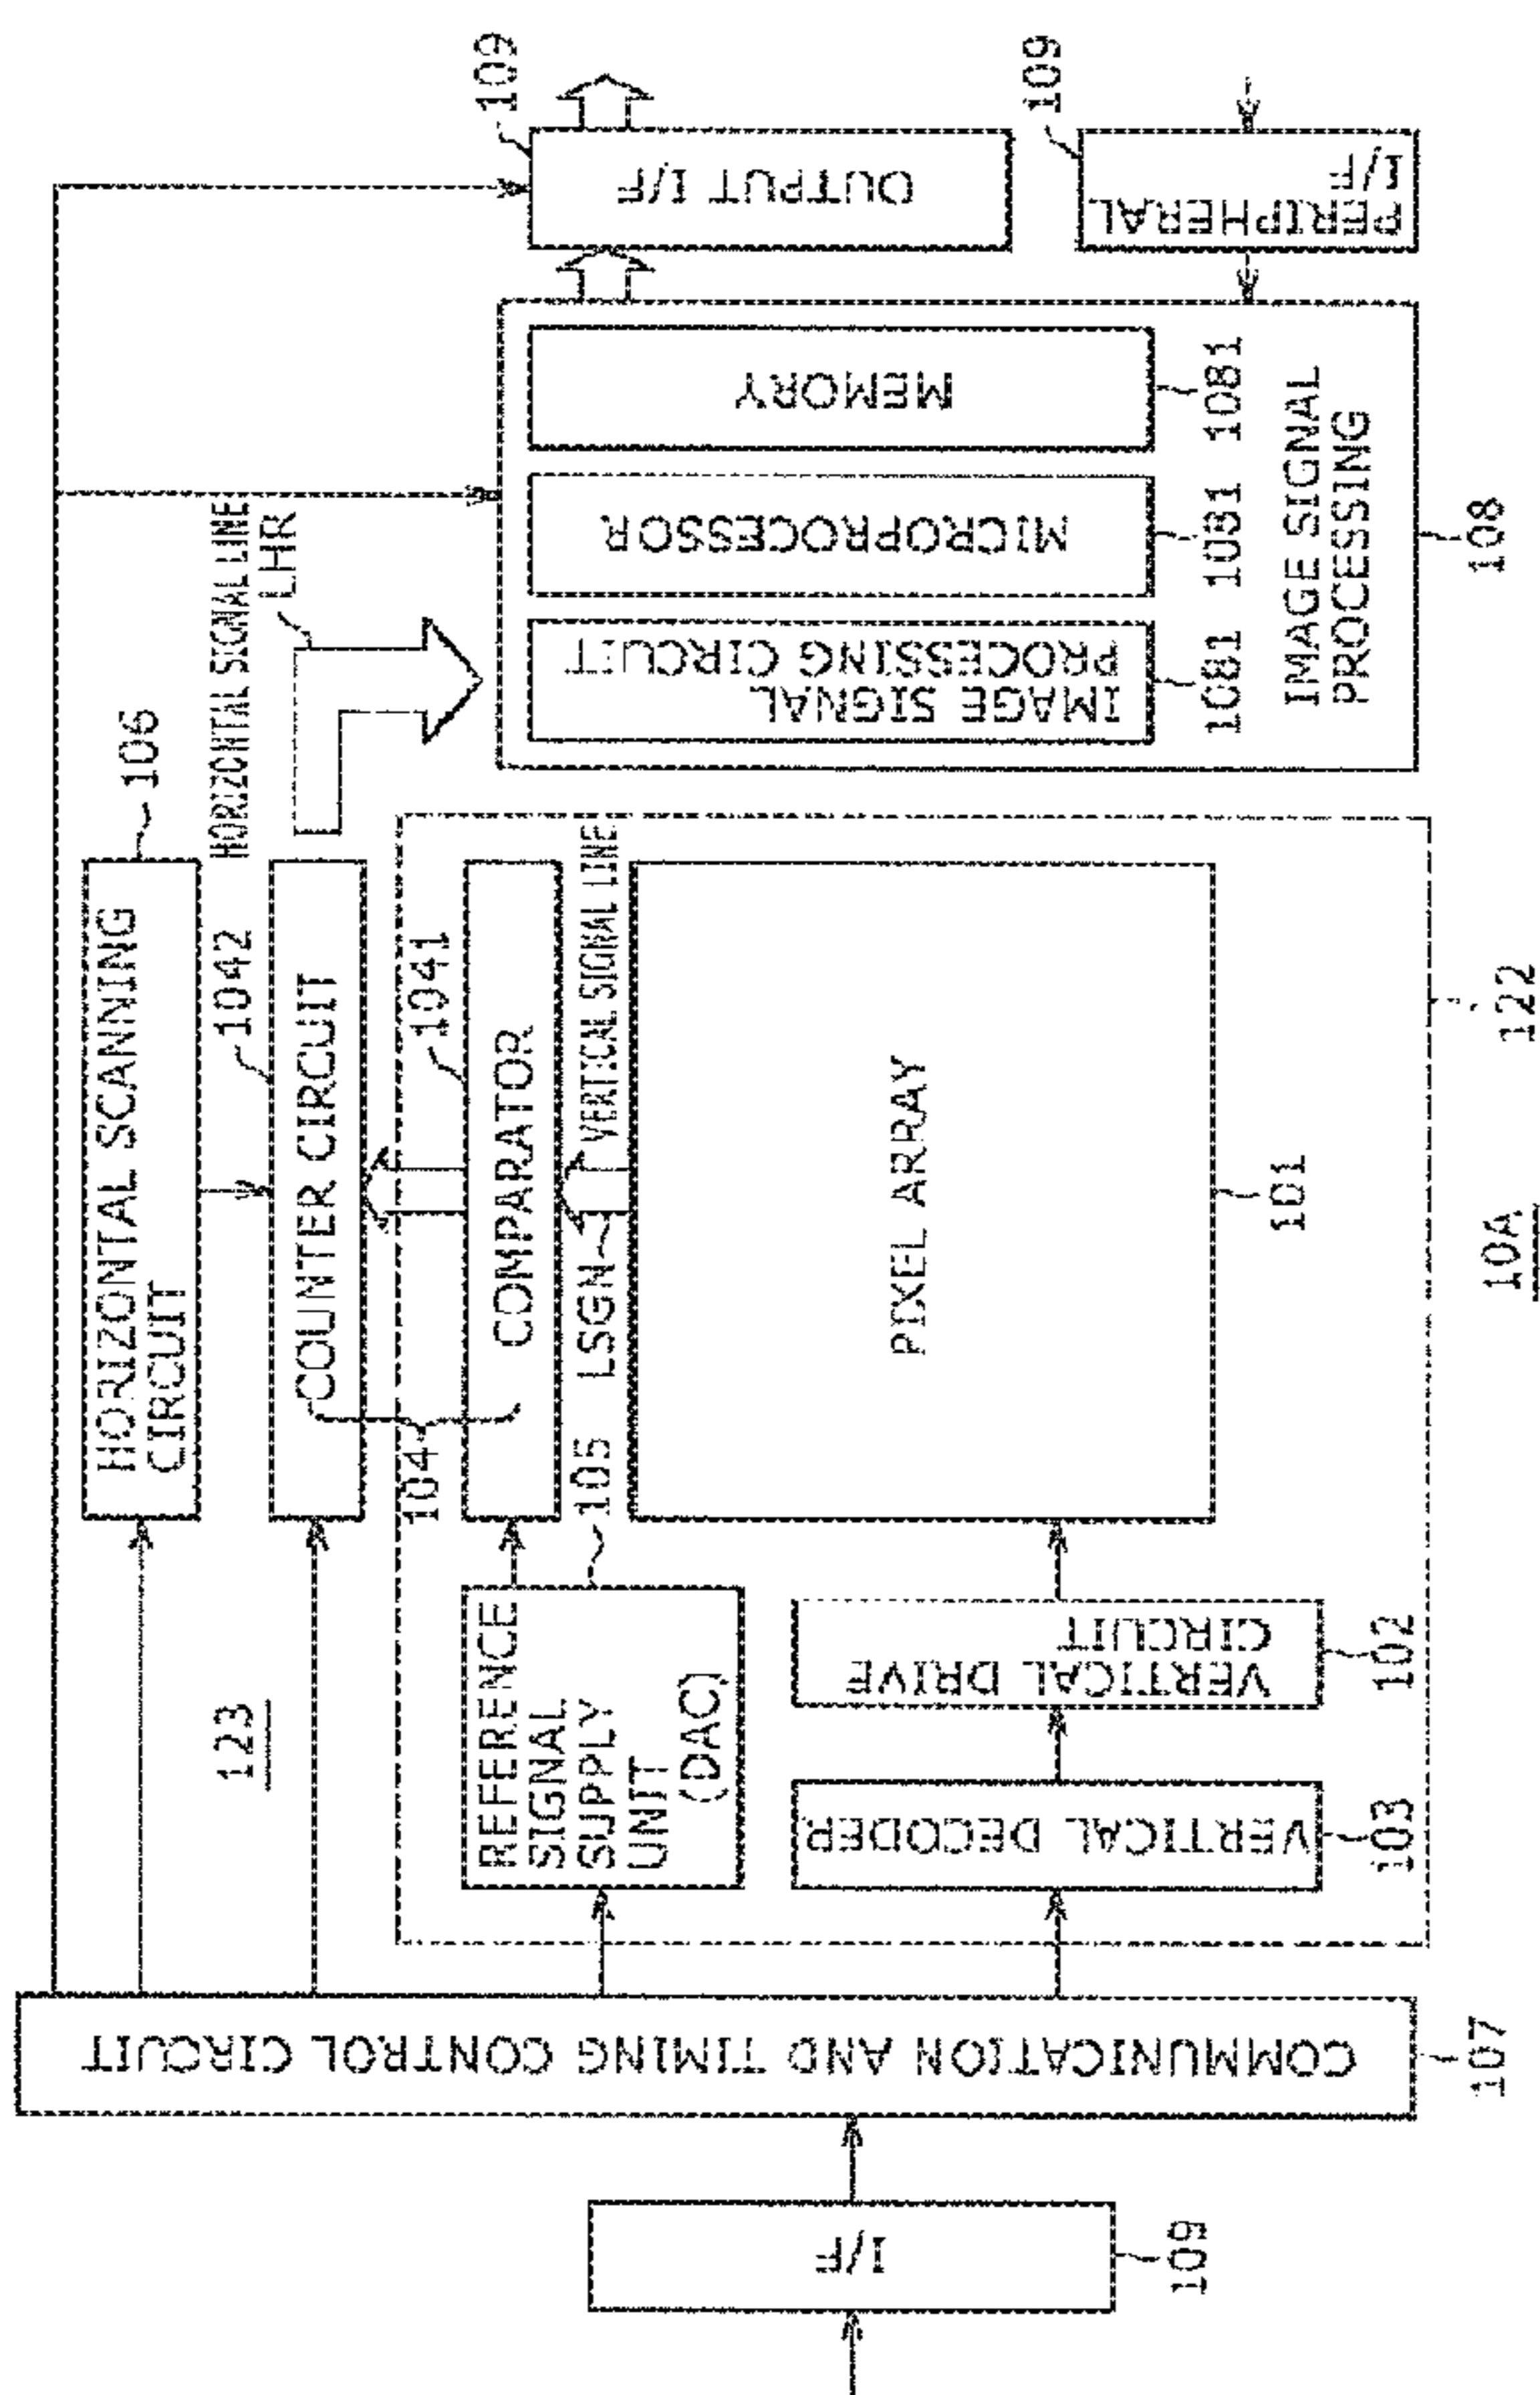 I/F
109
COMMUNICATION AND TIMING CONTROL CIRCUIT
107
123
HORIZONTAL SCANNING
CIRCUIT
106
COUNTER CIRCUIT
1042
HORIZONTAL SIGNAL LINE
LHR
104
COMPARATOR
1041
REFERENCE
SIGNAL
SUPPLY
UNIT
(DAC)
105
LSGN
VERTICAL SIGNAL LINE
PIXEL ARRAY
101
VERTICAL DECODER
103
VERTICAL DRIVE
CIRCUIT
102
122
10A
IMAGE SIGNAL
PROCESSING CIRCUIT
1081
MICROPROCESSOR
1081
MEMORY
1081
IMAGE SIGNAL
PROCESSING
108
OUTPUT I/F
109
PERIPHERAL
I/F
109